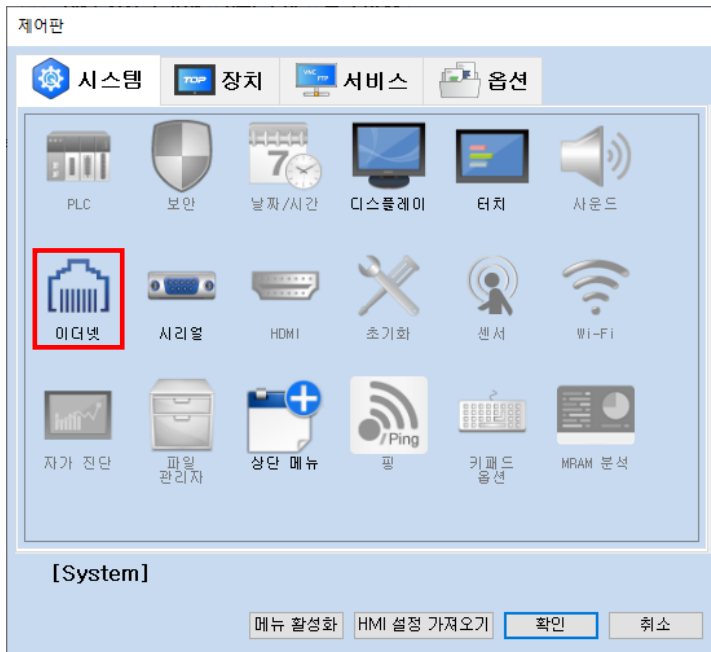 제어판
시스템
TOP
장치
VNC
FTP
서비스
옵션
7
PLC
보안
날짜/시간
디스플레이
터치
사운드
이더넷
시리얼
HDMI
초기화
센서
Wi-Fi
/Ping
자가 진단
파일
관리자
상단 메뉴
핑
키패드
옵션
MRAM 분석
[System]
메뉴 활성화
HMI 설정 가져오기
확인
취소